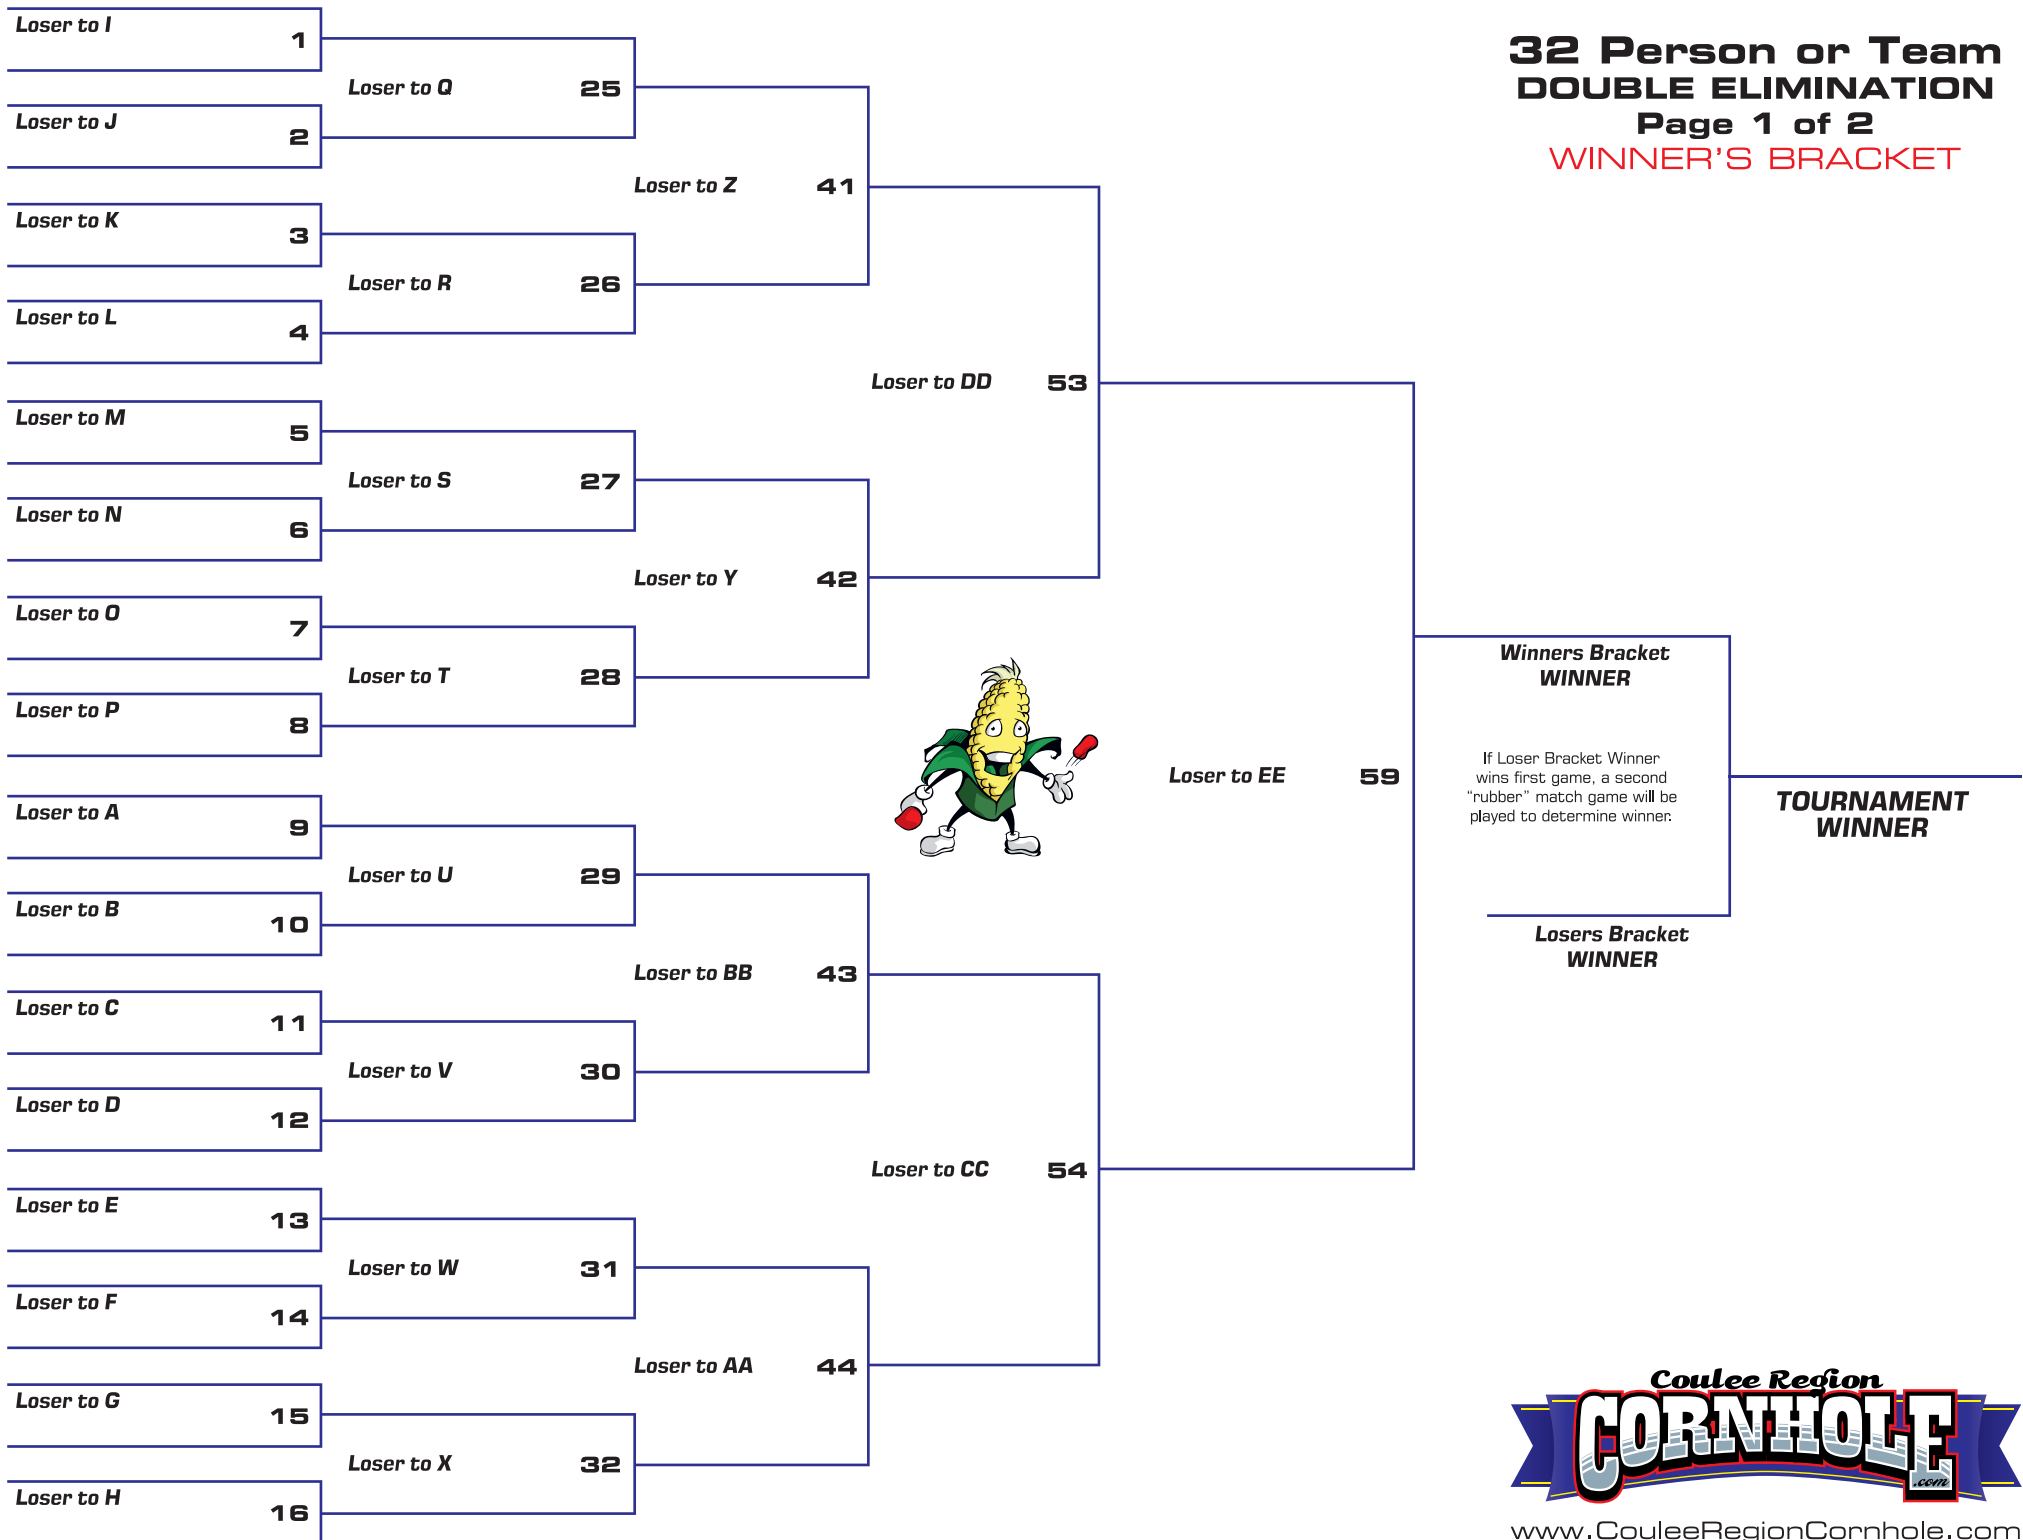 32 Person or Team
DOUBLE ELIMINATION
Page 1 of 2
WINNER'S BRACKET
Loser to I
1
Loser to J
2
Loser to K
3
Loser to L
4
Loser to M
5
Loser to N
6
Loser to O
7
Loser to P
8
Loser to A
9
Loser to B
10
Loser to C
11
Loser to D
12
Loser to E
13
Loser to F
14
Loser to G
15
Loser to H
16
Loser to Q
25
Loser to R
26
Loser to S
27
Loser to T
28
Loser to U
29
Loser to V
30
Loser to W
31
Loser to X
32
Loser to Z
41
Loser to Y
42
Loser to BB
43
Loser to AA
44
Loser to DD
53
Loser to CC
54
Loser to EE
59
Winners Bracket
WINNER
If Loser Bracket Winner
wins first game, a second
“rubber” match game will be
played to determine winner.
Losers Bracket
WINNER
TOURNAMENT
WINNER
Coulee Region
CORNHOLE
.com
www.CouleeRegionCornhole.com